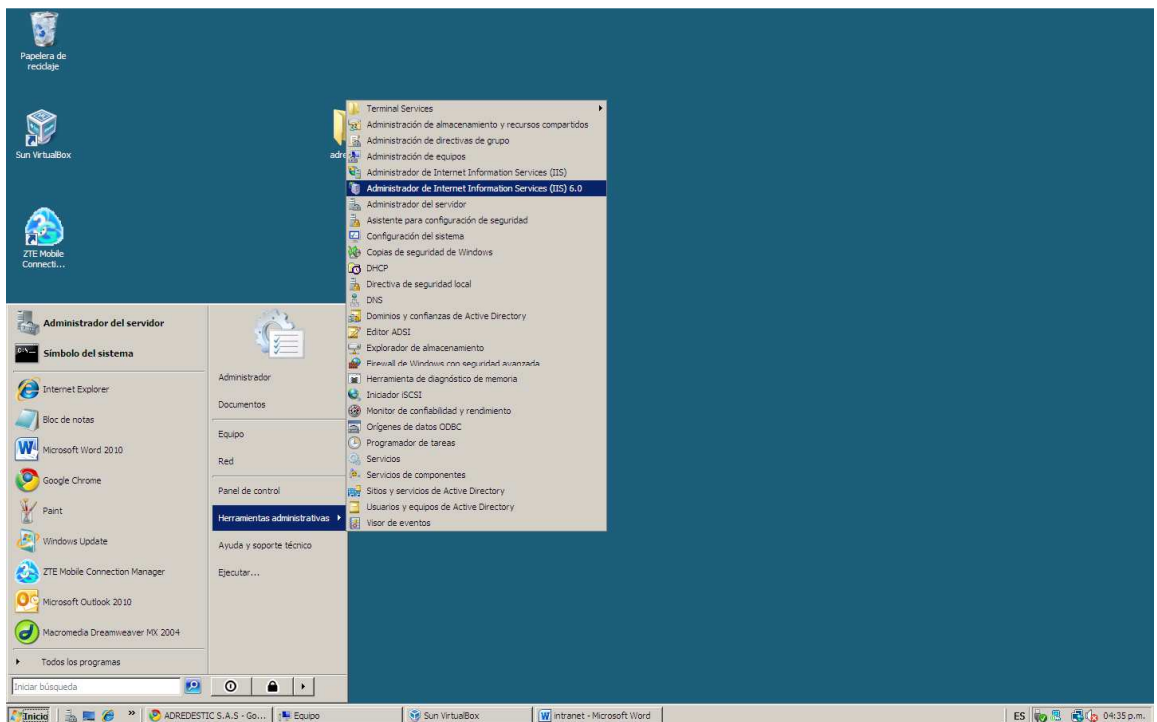 Papelera de
reciclaje
Sun VirtualBox
adre
ZTE Mobile
Connecti...
Terminal Services
Administración de almacenamiento y recursos compartidos
Administración de directivas de grupo
Administración de equipos
Administrador de Internet Information Services (IIS)
Administrador de Internet Information Services (IIS) 6.0
Administrador del servidor
Asistente para configuración de seguridad
Configuración del sistema
Copias de seguridad de Windows
DHCP
Directiva de seguridad local
DNS
Dominios y confianzas de Active Directory
Editor ADSI
Explorador de almacenamiento
Firewall de Windows con seguridad avanzada
Herramienta de diagnóstico de memoria
Iniciador iSCSI
Monitor de confiabilidad y rendimiento
Orígenes de datos ODBC
Programador de tareas
Servicios
Servicios de componentes
Sitios y servicios de Active Directory
Usuarios y equipos de Active Directory
Visor de eventos
Administrador del servidor
Símbolo del sistema
Internet Explorer
Bloc de notas
Microsoft Word 2010
Google Chrome
Paint
Windows Update
ZTE Mobile Connection Manager
Microsoft Outlook 2010
Macromedia Dreamweaver MX 2004
Todos los programas
Iniciar búsqueda
Administrador
Documentos
Equipo
Red
Panel de control
Herramientas administrativas
Ayuda y soporte técnico
Ejecutar...
Inicio
»
ADREDESTIC S.A.S - Go...
Equipo
Sun VirtualBox
intranet - Microsoft Word
ES
04:35 p.m.